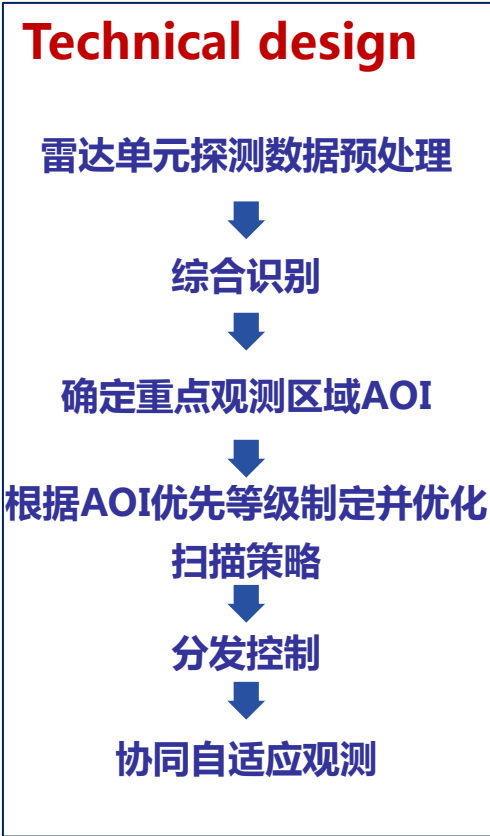 Technical design
雷达单元探测数据预处理
综合识别
确定重点观测区域AOI
根据AOI优先等级制定并优化
扫描策略
分发控制
协同自适应观测